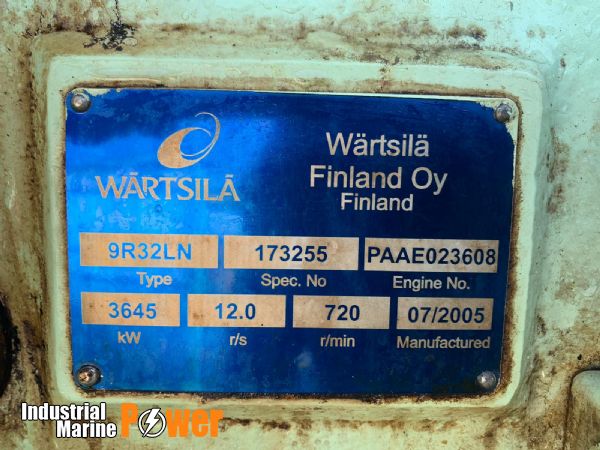 WÄRTSILÄ
Wärtsilä
Finland Oy
Finland
9R32LN 173255 PAAE023608
Type Spec. No Engine No.
3645 12.0 720 07/2005
kW r/s r/min Manufactured
Industrial
Marine Power